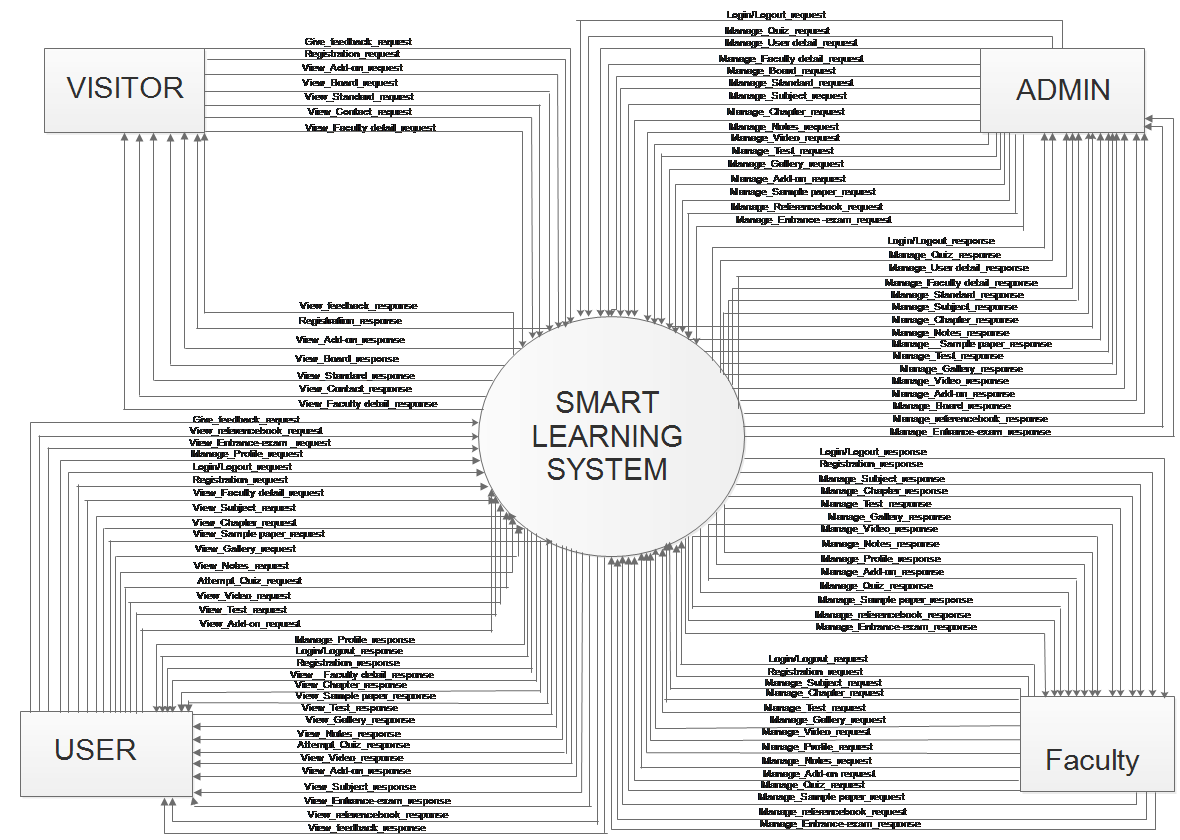 Login/Logout_request
Manage_Quiz_request
Manage_User detail_request
Manage_Faculty detail_request
Manage_Board_request
Manage_Standard_request
Manage_Subject_request
Manage_Chapter_request
Manage_Notes_request
Manage_Video_request
Manage_Test_request
Manage_Gallery_request
Manage_Add-on_request
Manage_Sample paper_request
Manage_Referencebook_request
Manage_Entrance -exam_request
ADMIN
Give_feedback_request
Registration_request
View_Add-on_request
View_Board_request
View_Standard_request
View_Contact_request
View_Faculty detail_request
VISITOR
Login/Logout_response
Manage_Quiz_response
Manage_User detail_response
Manage_Faculty detail_response
Manage_Standard_response
Manage_Subject_response
Manage_Chapter_response
Manage_Notes_response
Manage__Sample paper_response
Manage_Test_response
Manage_Gallery_response
Manage_Video_response
Manage_Add-on_response
Manage_Board_response
Manage_referencebook_response
Manage_Entrance-exam_response
View_feedback_response
Registration_response
View_Add-on_response
View_Board_response
View_Standard_response
View_Contact_response
View_Faculty detail_response
SMART
LEARNING
SYSTEM
Give_feedback_request
View_referencebook_request
View_Entrance-exam_request
Manage_Profile_request
Login/Logout_request
Registration_request
View_Faculty detail_request
View_Subject_request
View_Chapter_request
View_Sample paper_request
View_Gallery_request
View_Notes_request
Attempt_Quiz_request
View_Video_request
View_Test_request
View_Add-on_request
Login/Logout_response
Registration_response
Manage_Subject_response
Manage_Chapter_response
Manage_Test_response
Manage_Gallery_response
Manage_Video_response
Manage_Notes_response
Manage_Profile_response
Manage_Add-on_response
Manage_Quiz_response
Manage_Sample paper_response
Manage_referencebook_response
Manage_Entrance-exam_response
Manage_Profile_response
Login/Logout_response
Registration_response
View__Faculty detail_response
View_Chapter_response
View_Sample paper_response
View_Test_response
View_Gallery_response
View_Notes_response
Attempt_Quiz_response
View_Video_response
View_Add-on_response
View_Subject_response
View_Entrance-exam_response
View_referencebook_response
View_feedback_response
USER
Login/Logout_request
Registration_request
Manage_Subject_request
Manage_Chapter_request
Manage_Test_request
Manage_Gallery_request
Manage_Video_request
Manage_Profile_request
Manage_Notes_request
Manage_Add-on request
Manage_Quiz_request
Manage_Sample paper_request
Manage_referencebook_request
Manage_Entrance-exam_response
Faculty